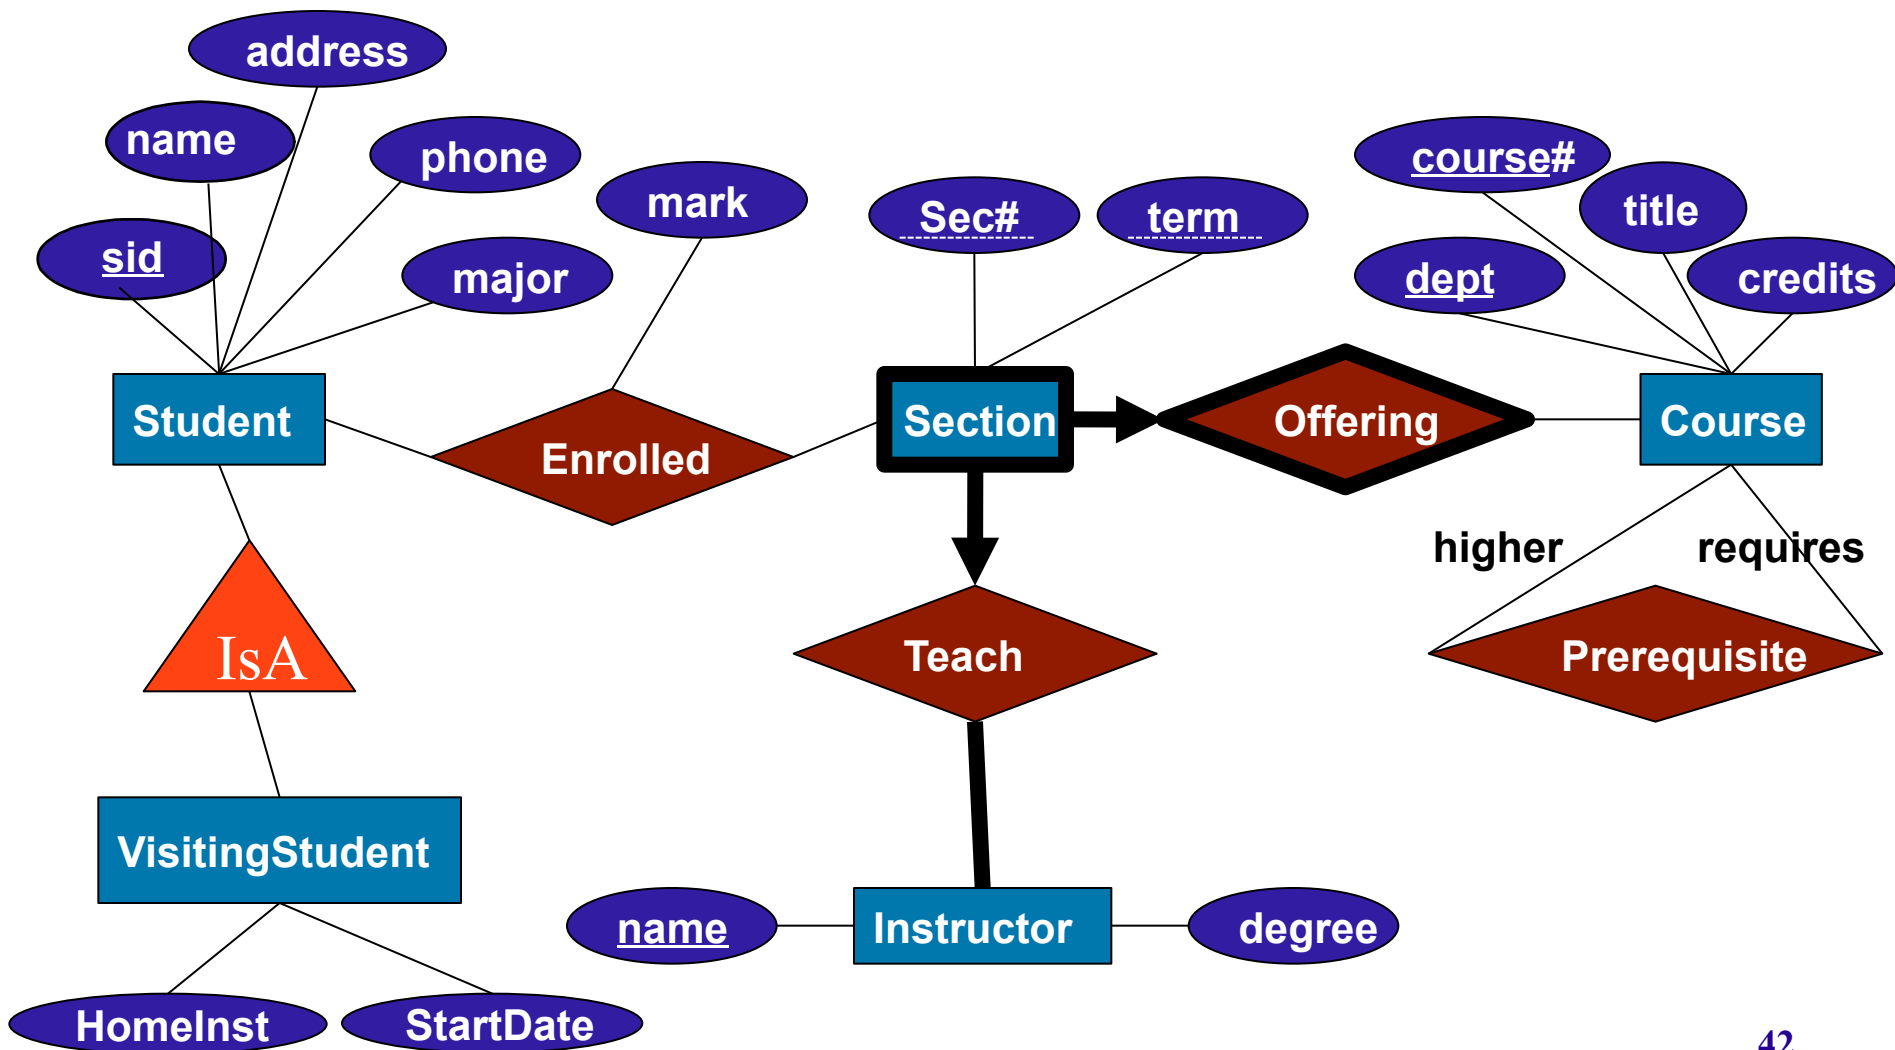 address
name
phone
mark
course#
Sec#
term
title
sid
major
dept
credits
Student
Enrolled
Section
Offering
Course
higher
requires
IsA
Teach
Prerequisite
VisitingStudent
name
Instructor
degree
HomeInst
StartDate
42